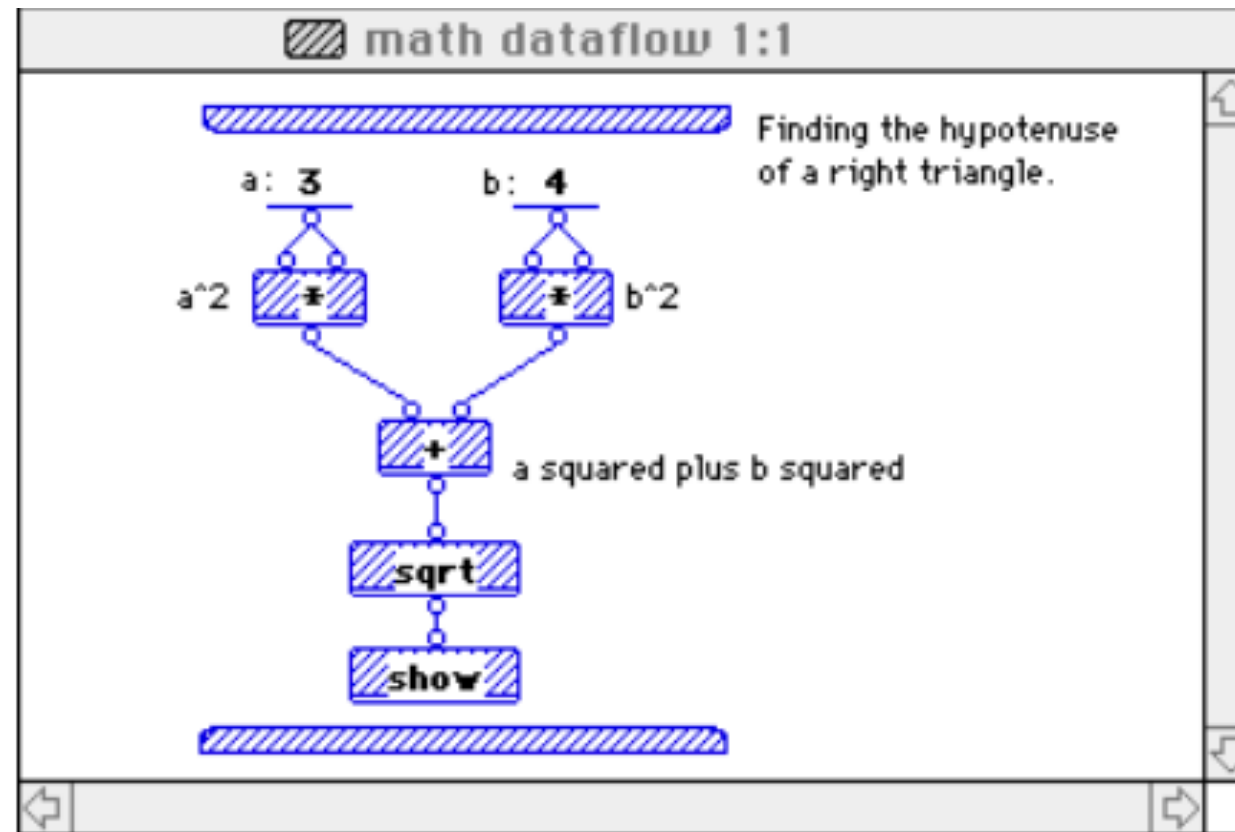 math dataflow 1:1
Finding the hypotenuse
of a right triangle.
a: 3
b: 4
a^2
*
*
b^2
+
a squared plus b squared
sqrt
show